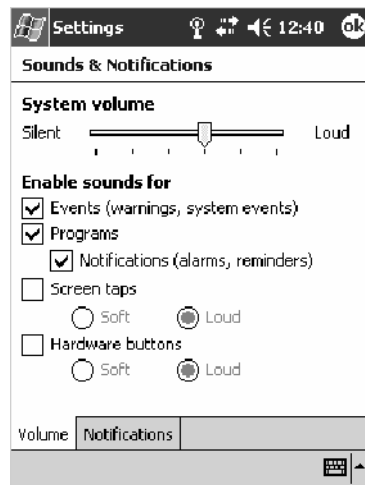 Settings 12:40 ok
Sounds & Notifications
System volume
Silent Loud
Enable sounds for
Events (warnings, system events)
Programs
Notifications (alarms, reminders)
Screen taps
Soft Loud
Hardware buttons
Soft Loud
Volume Notifications